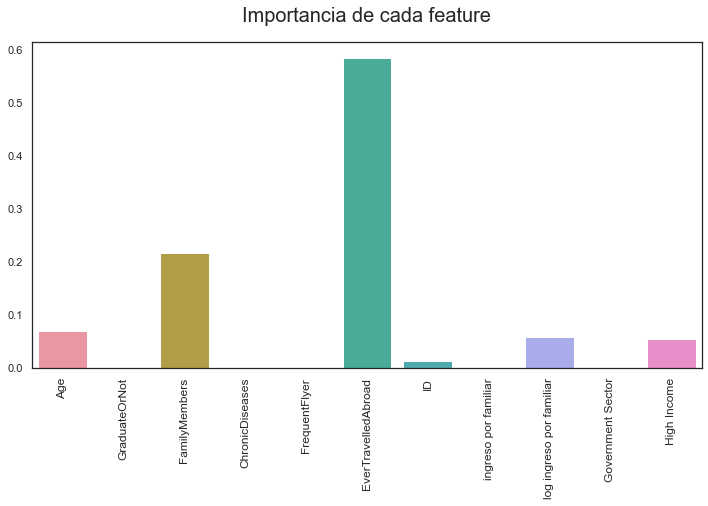 Importancia de cada feature
0.6
0.5
0.4
0.3
0.2
0.1
0.0
Age
GraduateOrNot
FamilyMembers
ChronicDiseases
FrequentFlyer
EverTravelledAbroad
ID
ingreso por familiar
log ingreso por familiar
Government Sector
High Income